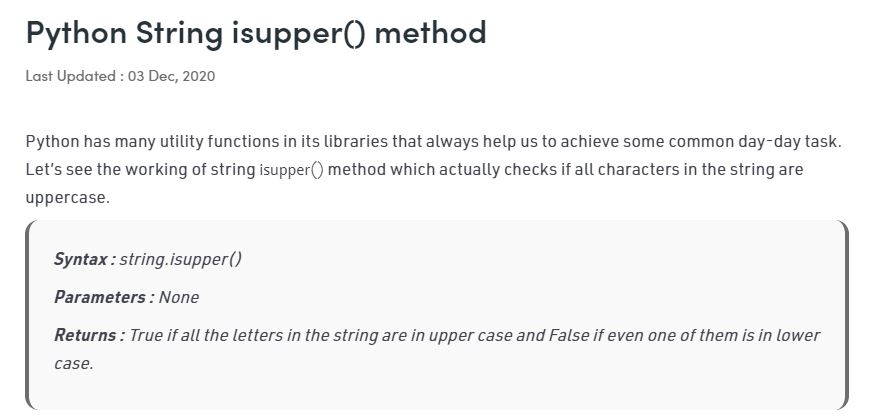 Python String isupper() method
Last Updated : 03 Dec, 2020
Python has many utility functions in its libraries that always help us to achieve some common day-day task.
Let's see the working of string isupper() method which actually checks if all characters in the string are
uppercase.
Syntax : string.isupper()
Parameters : None
Returns : True if all the letters in the string are in upper case and False if even one of them is in lower
case.